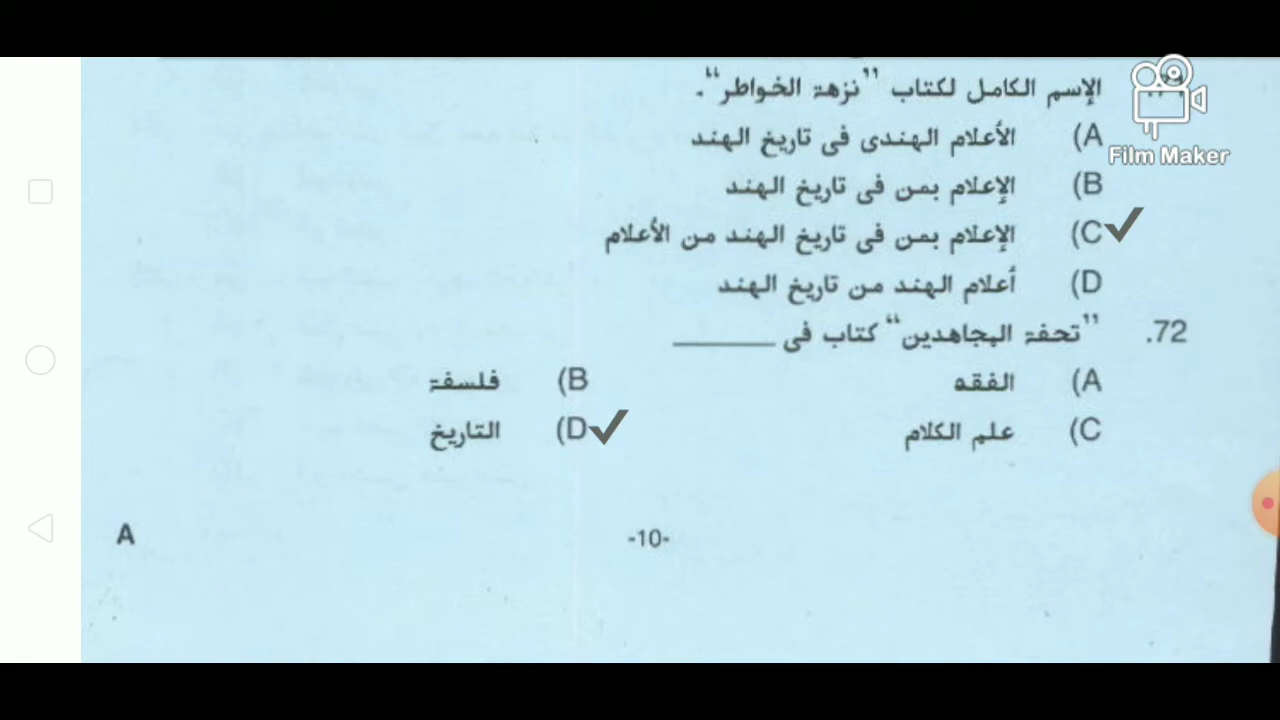 الإسم الكامل لكتاب ”نزهة الخواطر“.
A) الأعلام الهندى فى تاريخ الهند
B) الإعلام بمن فى تاريخ الهند
C) الإعلام بمن فى تاريخ الهند من الأعلام
D) أعلام الهند من تاريخ الهند
72. ”تحفة المجاهدين“ كتاب فى ______
A) الفقه B) فلسفة
C) علم الكلام D) التاريخ
A -10-
Film Maker